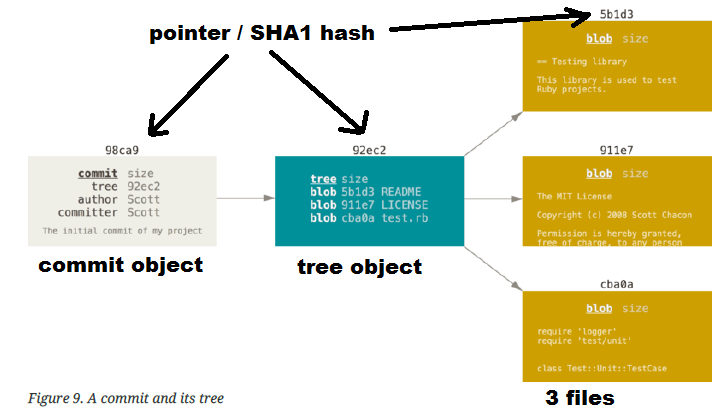 pointer / SHA1 hash
5b1d3
blob size
== Testing library
This library is used to test
Ruby projects.
98ca9
commit size
tree 92ec2
author Scott
committer Scott
The initial commit of my project
commit object
92ec2
tree size
blob 5b1d3 README
blob 911e7 LICENSE
blob cba0a test.rb
tree object
911e7
blob size
The MIT License
Copyright (c) 2008 Scott Chacon
Permission is hereby granted,
free of charge, to any person
cba0a
blob size
require 'logger'
require 'test/unit'
class Test::Unit::TestCase
3 files
Figure 9. A commit and its tree